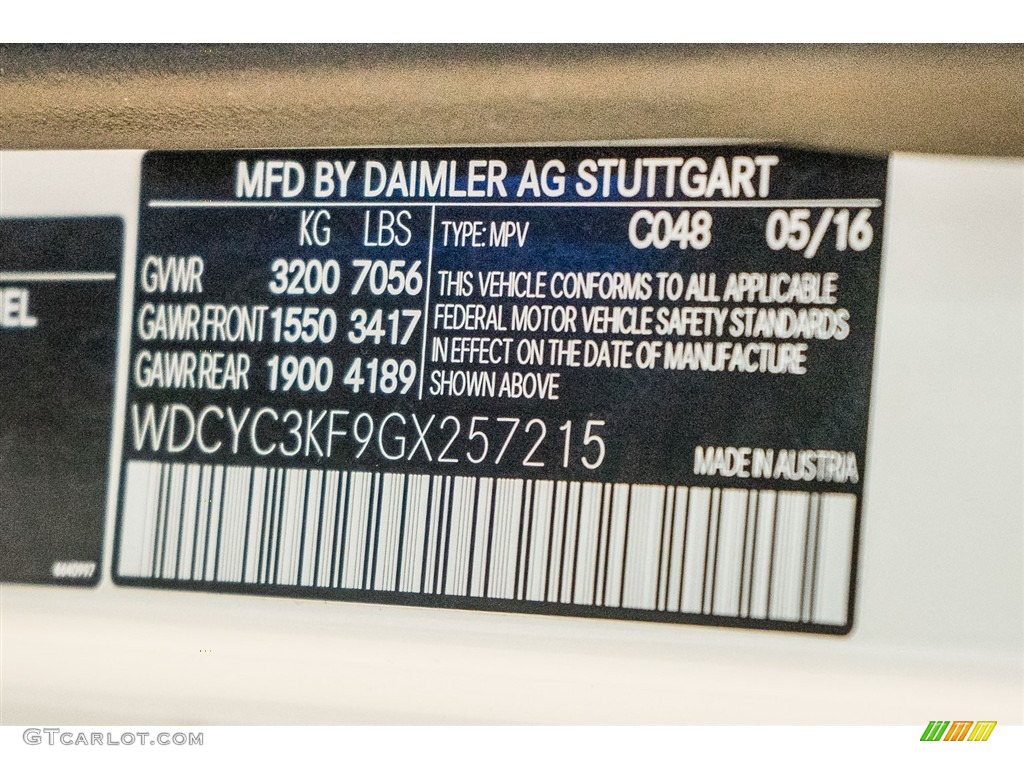 MFD BY DAIMLER AG STUTTGART
KG LBS
TYPE: MPV C048 05/16
GVWR 3200 7056
GAWR FRONT 1550 3417
GAWR REAR 1900 4189
THIS VEHICLE CONFORMS TO ALL APPLICABLE
FEDERAL MOTOR VEHICLE SAFETY STANDARDS
IN EFFECT ON THE DATE OF MANUFACTURE
SHOWN ABOVE
WDCYC3KF9GX257215
MADE IN AUSTRIA
GTCARLOT.COM